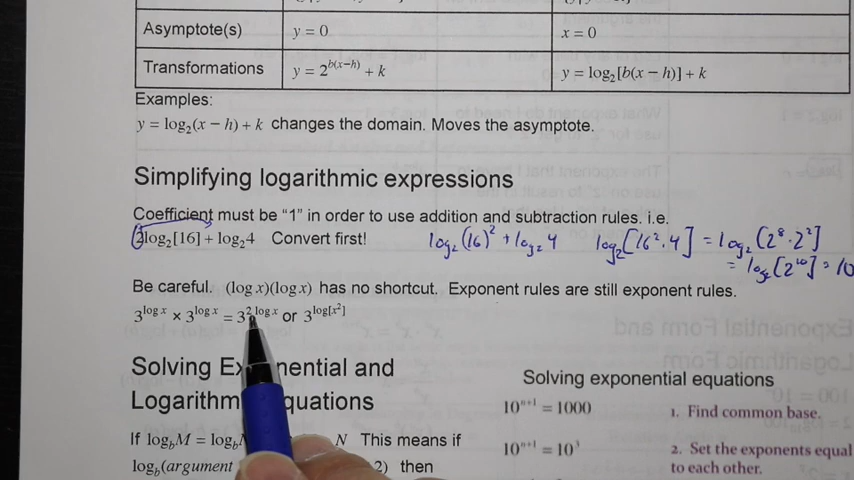 Asymptote(s) y = 0 x = 0
Transformations y = 2^{b(x−h)} + k y = log₂[b(x − h)] + k
Examples:
y = log₂(x − h) + k changes the domain. Moves the asymptote.
Simplifying logarithmic expressions
Coefficient must be “1” in order to use addition and subtraction rules. i.e.
2log₂[16] + log₂4 Convert first! log₂(16)² + log₂ 4 log₂[16²·4] = log₂[2⁸·2²]
= log₂[2¹⁰] = 10
Be careful. (log x)(log x) has no shortcut. Exponent rules are still exponent rules.
3^{log x} × 3^{log x} = 3^{2 log x} or 3^{log[x²]}
Solving Ex nential and
Logarithm quations
If log_b M = log_b N This means if
log_b(argument 2) then
Solving exponential equations
10^{n+1} = 1000 1. Find common base.
10^{n+1} = 10³ 2. Set the exponents equal
to each other.